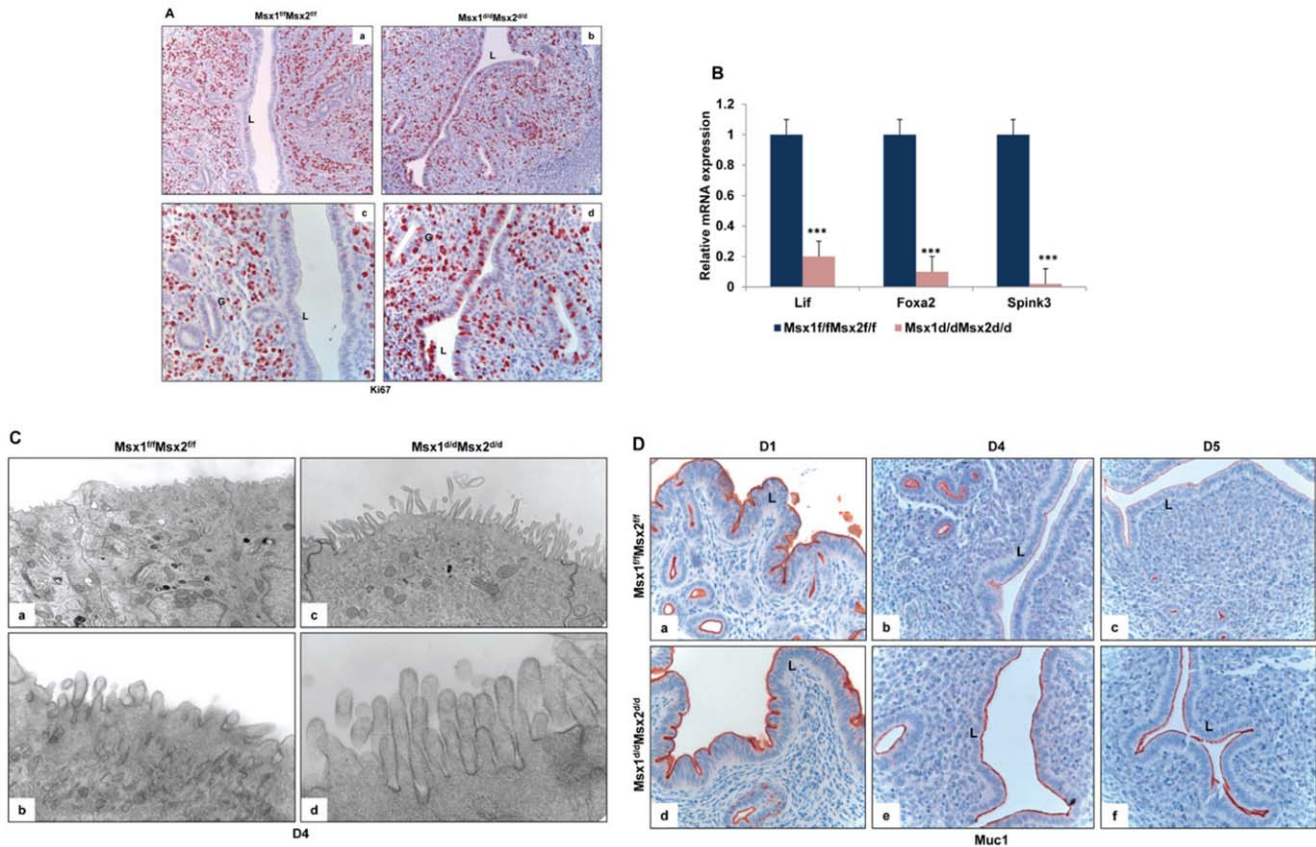 A
Msx1f/fMsx2f/f
Msx1d/dMsx2d/d
a
L
b
L
c
G
L
d
G
L
Ki67
B
Relative mRNA expression
1.2
1
0.8
0.6
0.4
0.2
0
***
***
***
Lif Foxa2 Spink3
Msx1f/fMsx2f/f Msx1d/dMsx2d/d
C
Msx1f/fMsx2f/f
Msx1d/dMsx2d/d
a
c
b
d
D4
D
D1
D4
D5
Msx1f/fMsx2f/f
L
a
L
b
L
c
Msx1d/dMsx2d/d
L
d
L
e
L
f
Muc1